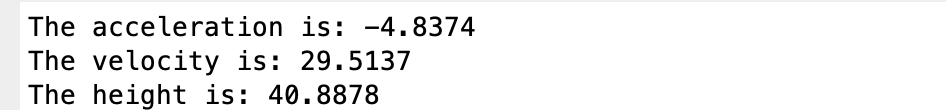 The acceleration is: -4.8374
The velocity is: 29.5137
The height is: 40.8878